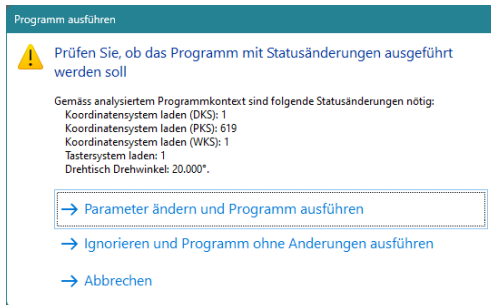 Programm ausführen
Prüfen Sie, ob das Programm mit Statusänderungen ausgeführt
werden soll
Gemäss analysiertem Programmkontext sind folgende Statusänderungen nötig:
Koordinatensystem laden (DKS): 1
Koordinatensystem laden (PKS): 619
Koordinatensystem laden (WKS): 1
Tastersystem laden: 1
Drehtisch Drehwinkel: 20.000°.
→ Parameter ändern und Programm ausführen
→ Ignorieren und Programm ohne Anderungen ausführen
→ Abbrechen